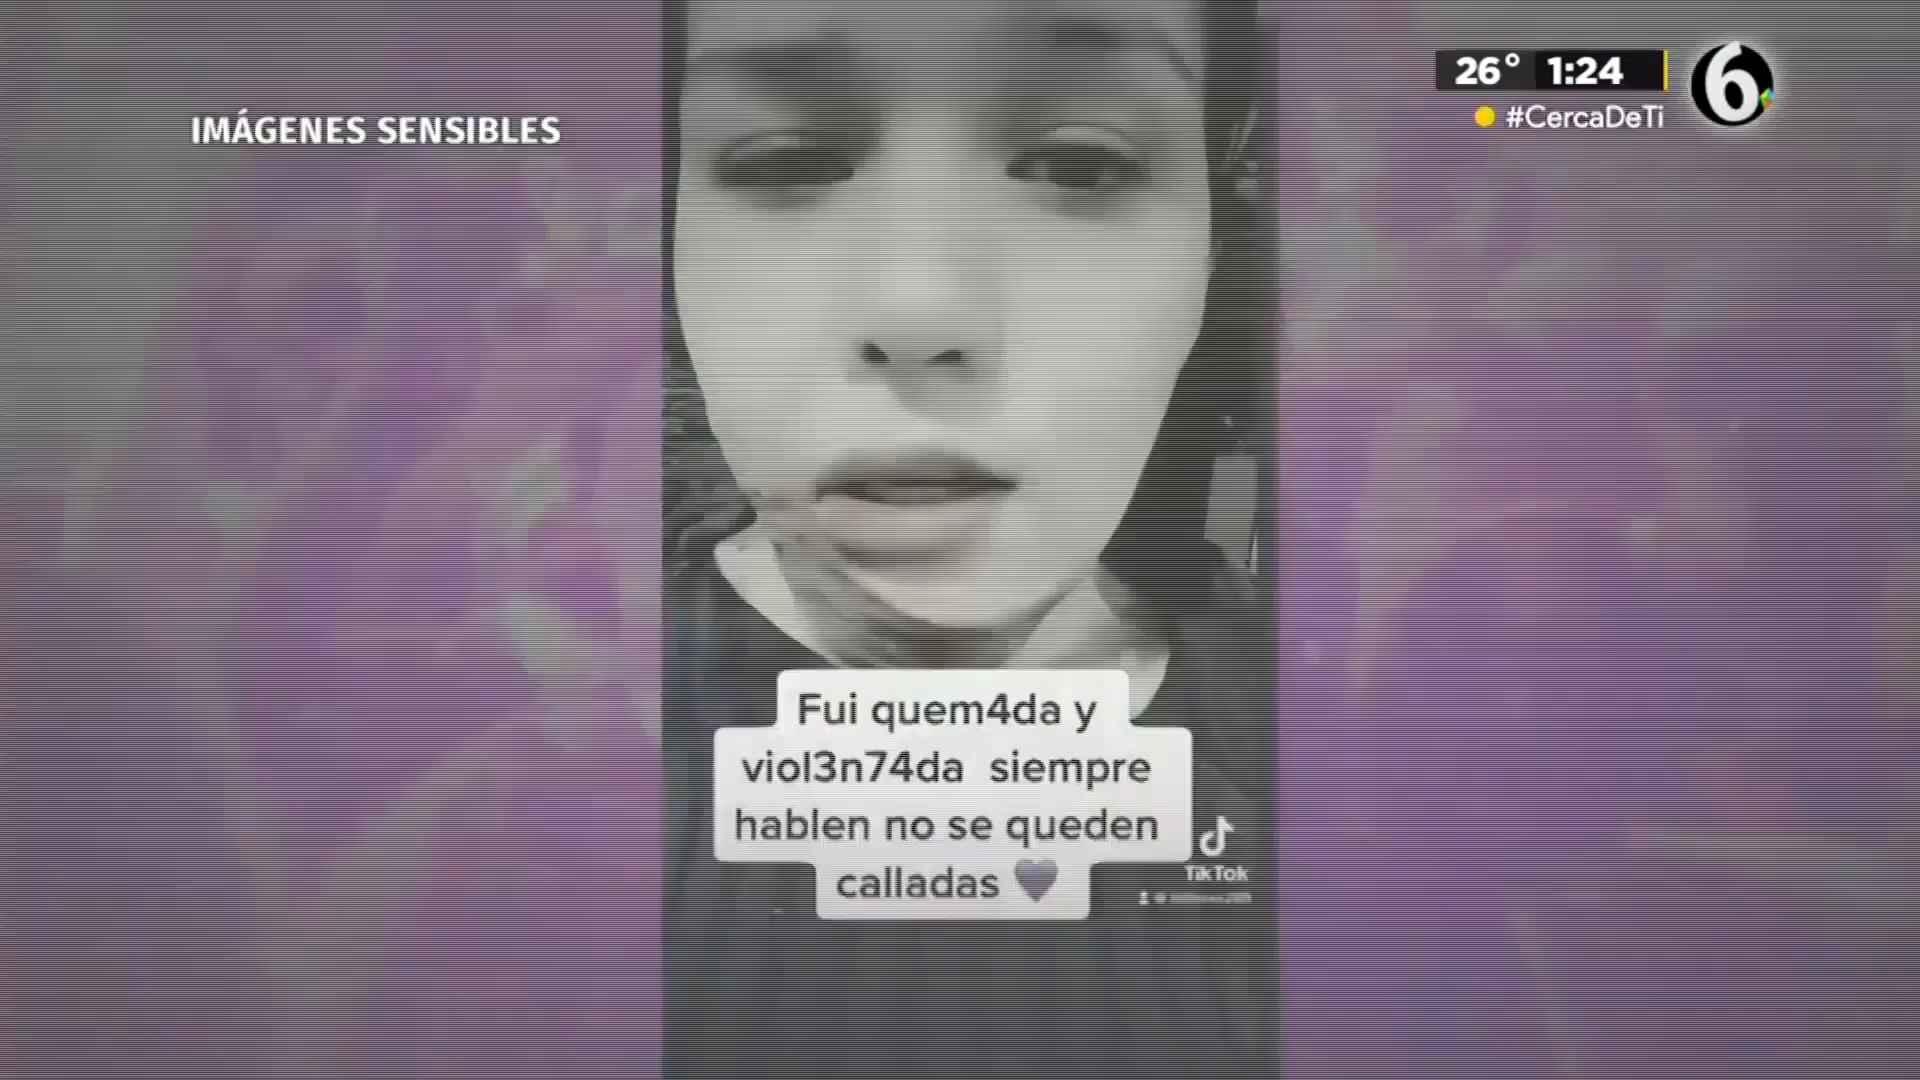 IMÁGENES SENSIBLES
26° 1:24
#CercaDeTi
6
Fui quem4da y
viol3n74da siempre
hablen no se queden
calladas
TikTok